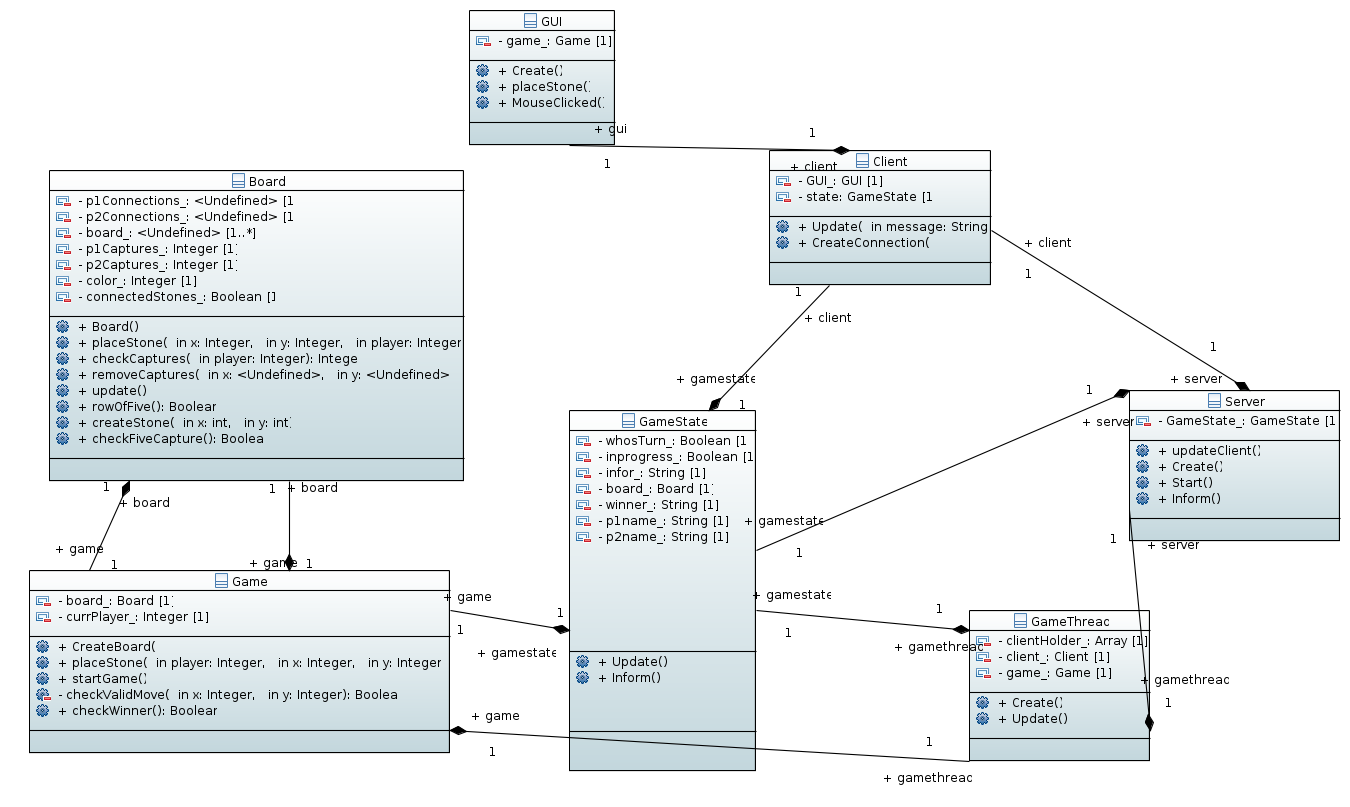 GUI
- game_: Game [1]
+ Create()
+ placeStone(
+ MouseClicked()
+ gui
1
1
+ client
Client
- GUI_: GUI [1]
- state: GameState [1
+ Update( in message: String
+ CreateConnection(
+ client
1
1
+ server
1
+ client
+ gamestate
1
Board
- p1Connections_: <Undefined> [1
- p2Connections_: <Undefined> [1
- board_: <Undefined> [1..*]
- p1Captures_: Integer [1]
- p2Captures_: Integer [1]
- color_: Integer [1]
- connectedStones_: Boolean []
+ Board()
+ placeStone( in x: Integer, in y: Integer, in player: Integer
+ checkCaptures( in player: Integer): Intege
+ removeCaptures( in x: <Undefined>, in y: <Undefined>
+ update()
+ rowOfFive(): Boolean
+ createStone( in x: int, in y: int)
+ checkFiveCapture(): Boolea
1
+ board
1
+ board
+ game
1
+ game
1
Game
- board_: Board [1]
- currPlayer_: Integer [1]
+ CreateBoard(
+ placeStone( in player: Integer, in x: Integer, in y: Integer
+ startGame()
- checkValidMove( in x: Integer, in y: Integer): Boolea
+ checkWinner(): Boolean
GameState
- whosTurn_: Boolean [1
- inprogress_: Boolean [1
- infor_: String [1]
- board_: Board [1]
- winner_: String [1]
- p1name_: String [1]
- p2name_: String [1]
+ Update()
+ Inform()
+ game
1
1
+ gamestate
+ game
1
1
+ gamethread
1
+ server
+ gamestate
1
+ gamestate
1
1
+ gamethread
Server
- GameState_: GameState [1
+ updateClient()
+ Create()
+ Start()
+ Inform()
1
+ server
+ gamethread
1
GameThreac
- clientHolder_: Array [1]
- client_: Client [1]
- game_: Game [1]
+ Create()
+ Update()